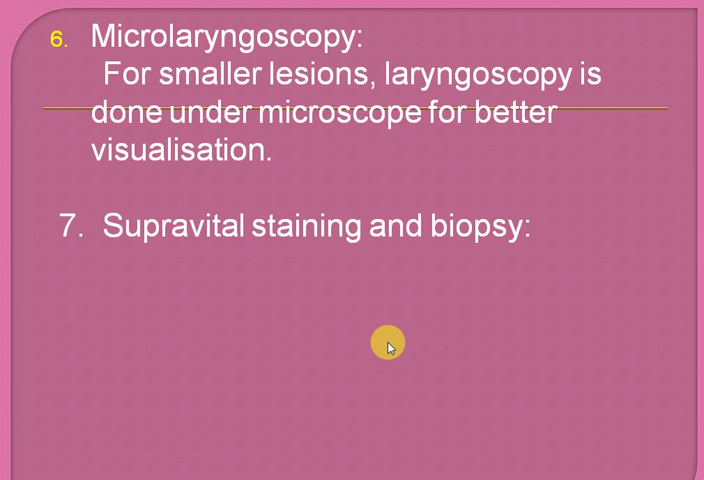 6. Microlaryngoscopy:
For smaller lesions, laryngoscopy is
done under microscope for better
visualisation.
7. Supravital staining and biopsy: